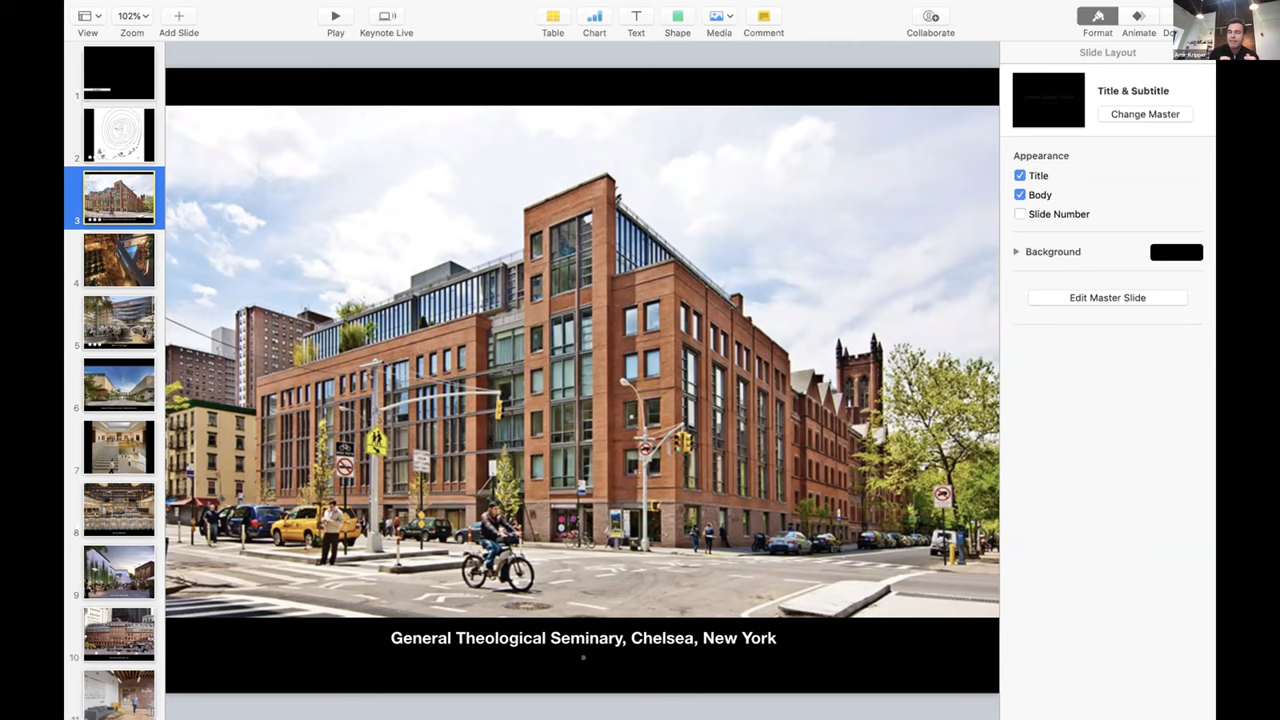 102%
View
Zoom
Add Slide
Play
Keynote Live
Table
Chart
Text
Shape
Media
Comment
Collaborate
Format
Animate
Slide Layout
Title & Subtitle
Change Master
Appearance
Title
Body
Slide Number
Background
Edit Master Slide
1
2
3
4
5
6
7
8
9
10
General Theological Seminary, Chelsea, New York